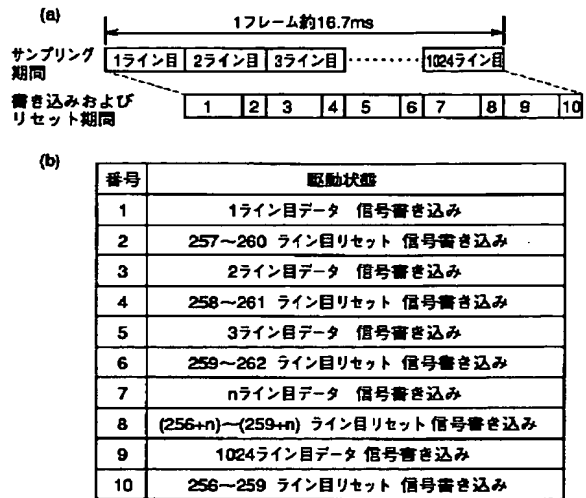 (a)
1フレーム約16.7ms
サンプリング
期間
1ライン目 2ライン目 3ライン目 ········ 1024ライン目
書き込みおよび
リセット期間
1 2 3 4 5 6 7 8 9 10
(b)
番号 駆動状態
1 1ライン目データ 信号書き込み
2 257〜260 ライン目リセット 信号書き込み
3 2ライン目データ 信号書き込み
4 258〜261 ライン目リセット 信号書き込み
5 3ライン目データ 信号書き込み
6 259〜262 ライン目リセット 信号書き込み
7 nライン目データ 信号書き込み
8 (256+n)〜(259+n) ライン目リセット 信号書き込み
9 1024ライン目データ 信号書き込み
10 256〜259 ライン目リセット 信号書き込み